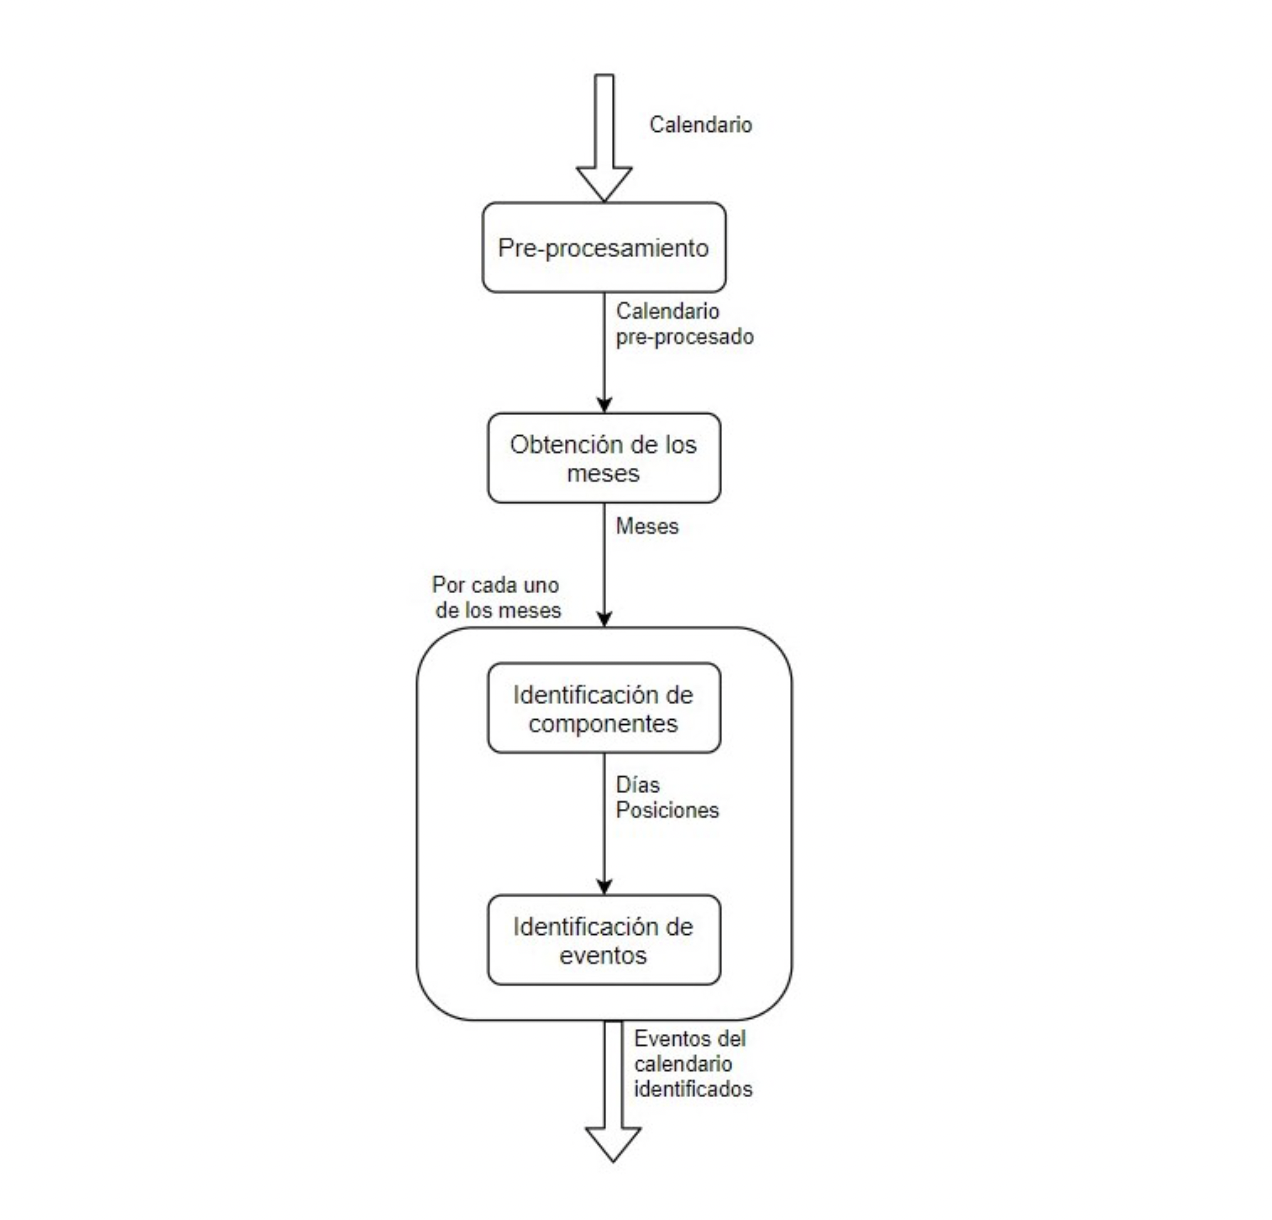 Calendario
Pre-procesamiento
Calendario
pre-procesado
Obtención de los
meses
Meses
Por cada uno
de los meses
Identificación de
componentes
Días
Posiciones
Identificación de
eventos
Eventos del
calendario
identificados